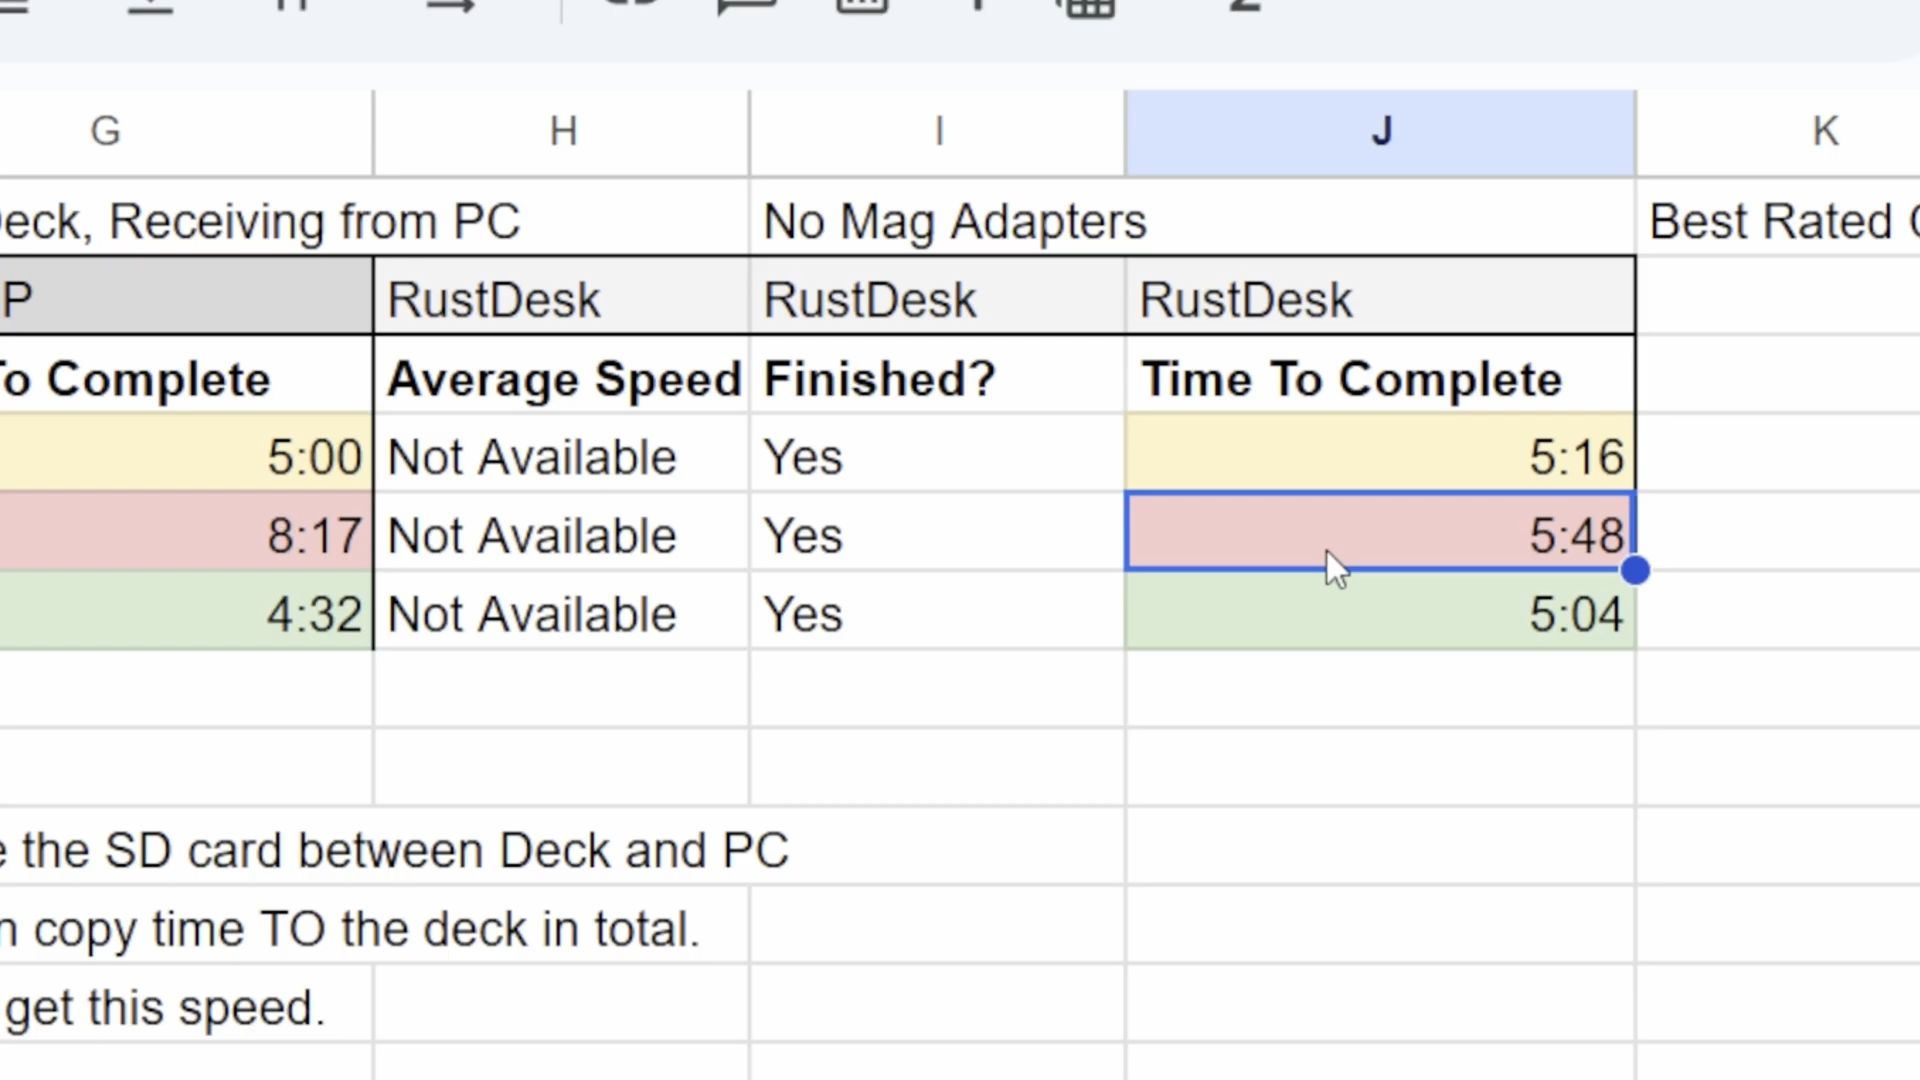 G H I J K
eck, Receiving from PC No Mag Adapters Best Rated
P RustDesk RustDesk RustDesk
To Complete Average Speed Finished? Time To Complete
5:00 Not Available Yes 5:16
8:17 Not Available Yes 5:48
4:32 Not Available Yes 5:04
the SD card between Deck and PC
copy time TO the deck in total.
get this speed.